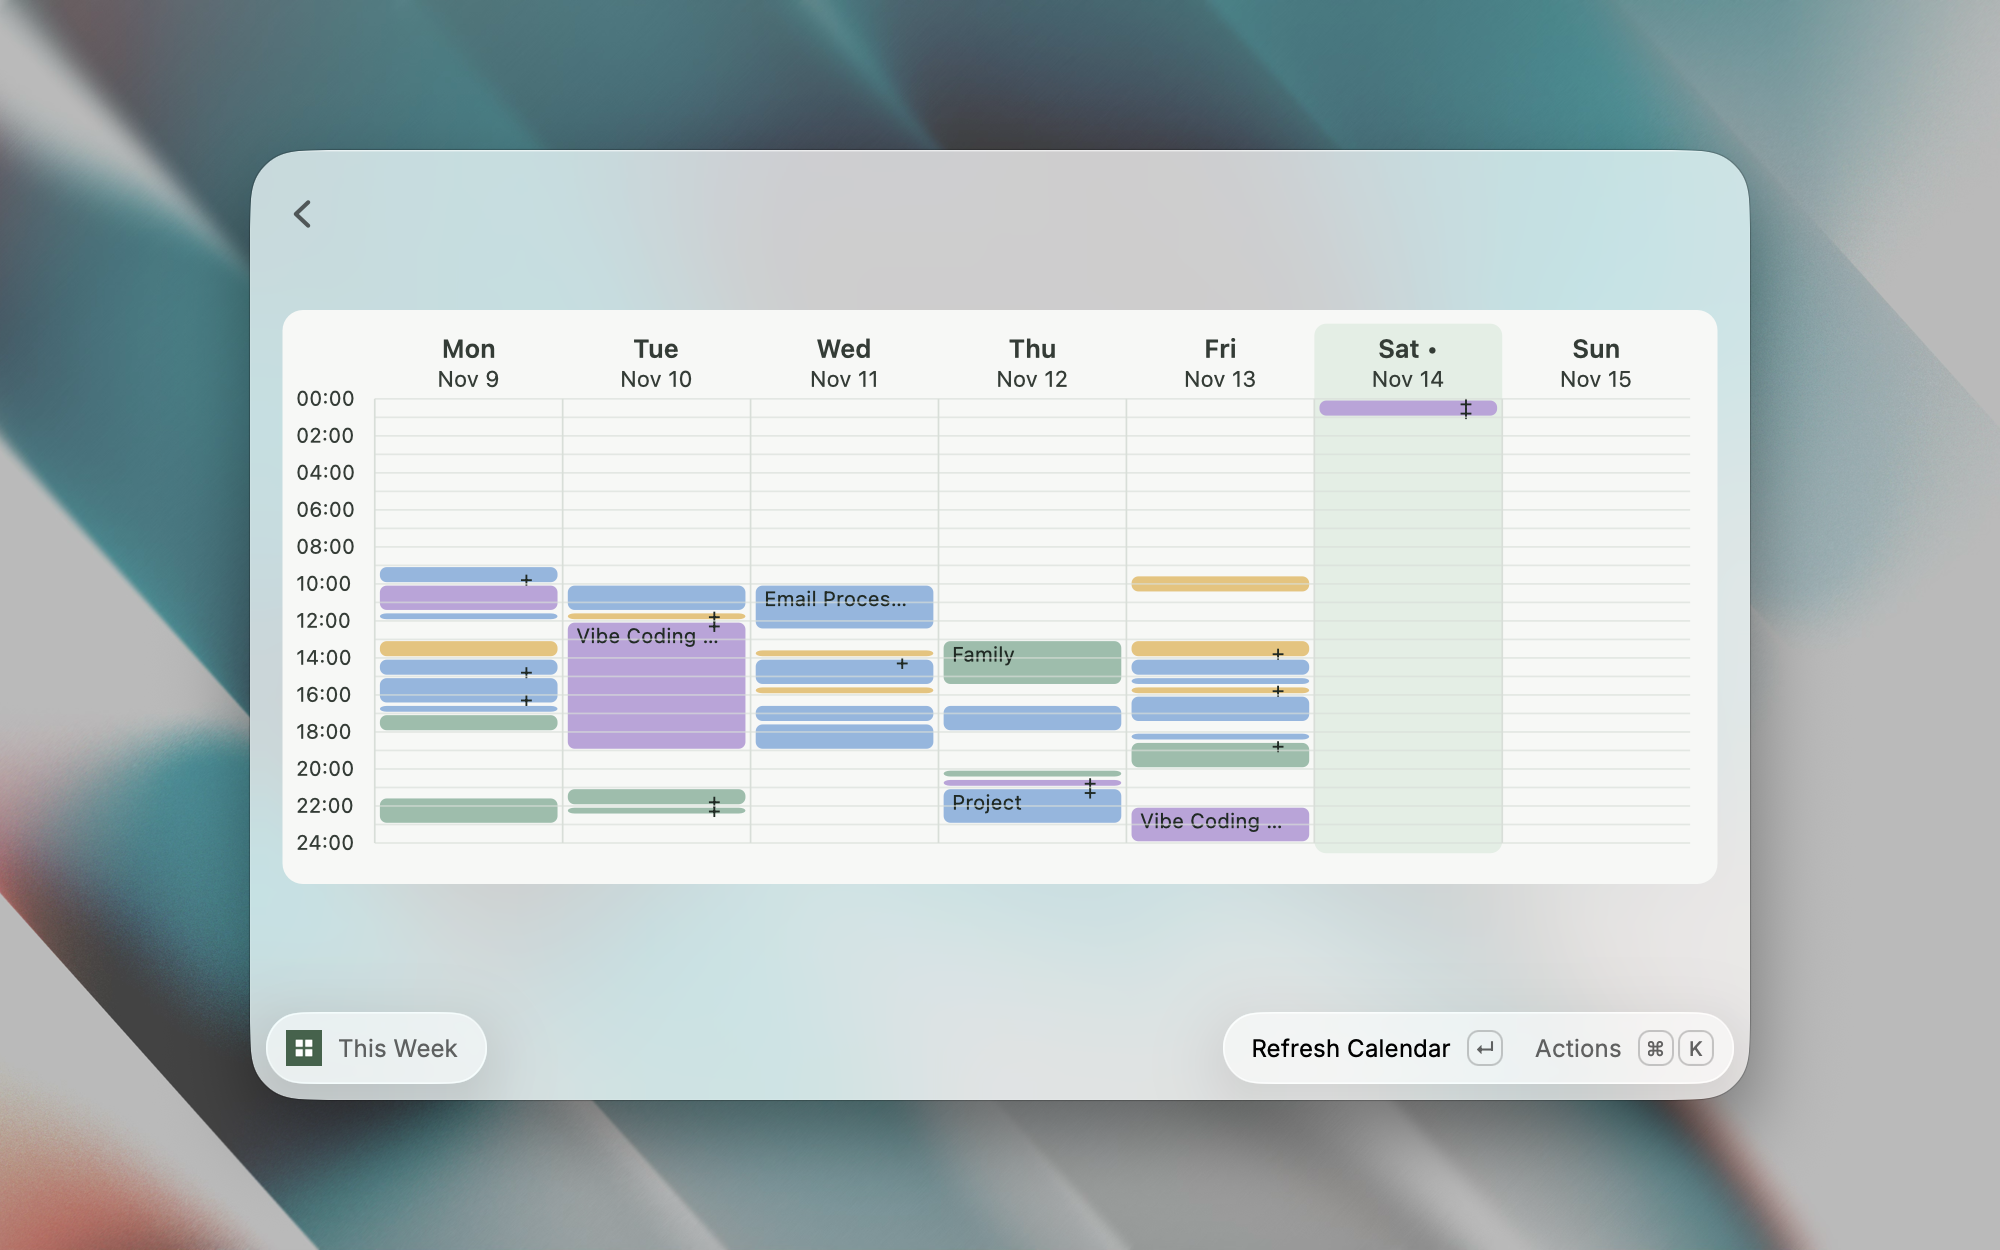 Mon Tue Wed Thu Fri Sat • Sun
Nov 9 Nov 10 Nov 11 Nov 12 Nov 13 Nov 14 Nov 15
00:00
02:00
04:00
06:00
08:00
10:00
Email Proces...
12:00
Vibe Coding ...
14:00
Family
16:00
18:00
20:00
22:00
Project
Vibe Coding ...
24:00
This Week
Refresh Calendar ↵ Actions ⌘ K